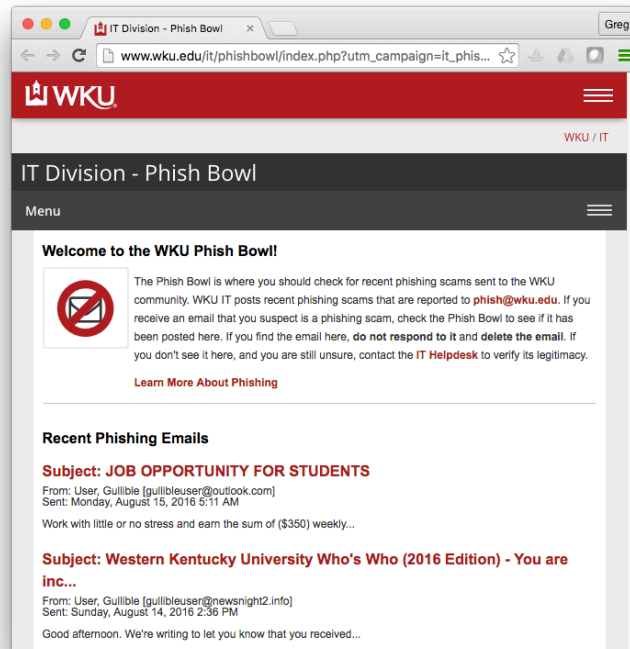 IT Division - Phish Bowl
Greg
www.wku.edu/it/phishbowl/index.php?utm_campaign=it_phis...
WKU
WKU / IT
IT Division - Phish Bowl
Menu
Welcome to the WKU Phish Bowl!
The Phish Bowl is where you should check for recent phishing scams sent to the WKU
community. WKU IT posts recent phishing scams that are reported to phish@wku.edu. If you
receive an email that you suspect is a phishing scam, check the Phish Bowl to see if it has
been posted here. If you find the email here, do not respond to it and delete the email. If
you don't see it here, and you are still unsure, contact the IT Helpdesk to verify its legitimacy.
Learn More About Phishing
Recent Phishing Emails
Subject: JOB OPPORTUNITY FOR STUDENTS
From: User, Gullible [gullibleuser@outlook.com]
Sent: Monday, August 15, 2016 5:11 AM
Work with little or no stress and earn the sum of ($350) weekly...
Subject: Western Kentucky University Who's Who (2016 Edition) - You are
inc...
From: User, Gullible [gullibleuser@newsnight2.info]
Sent: Sunday, August 14, 2016 2:36 PM
Good afternoon. We're writing to let you know that you received...